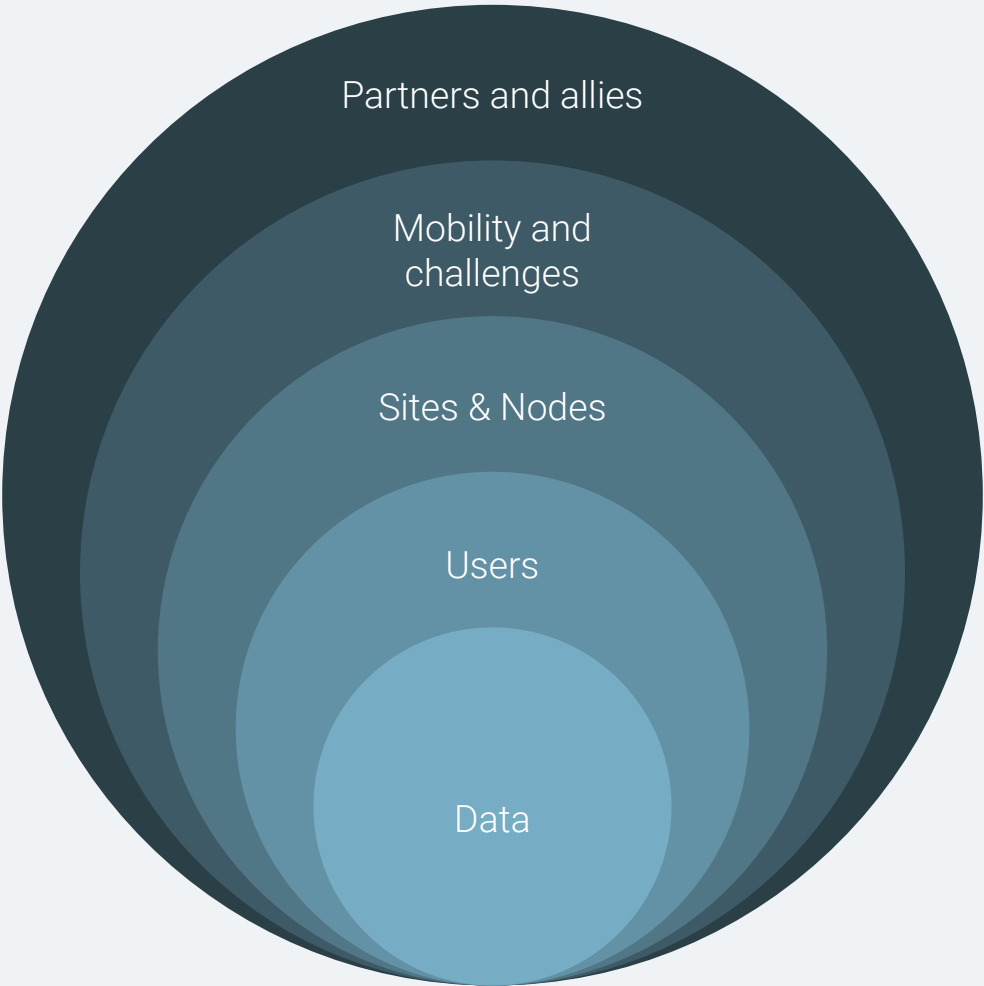 Partners and allies
Mobility and
challenges
Sites & Nodes
Users
Data